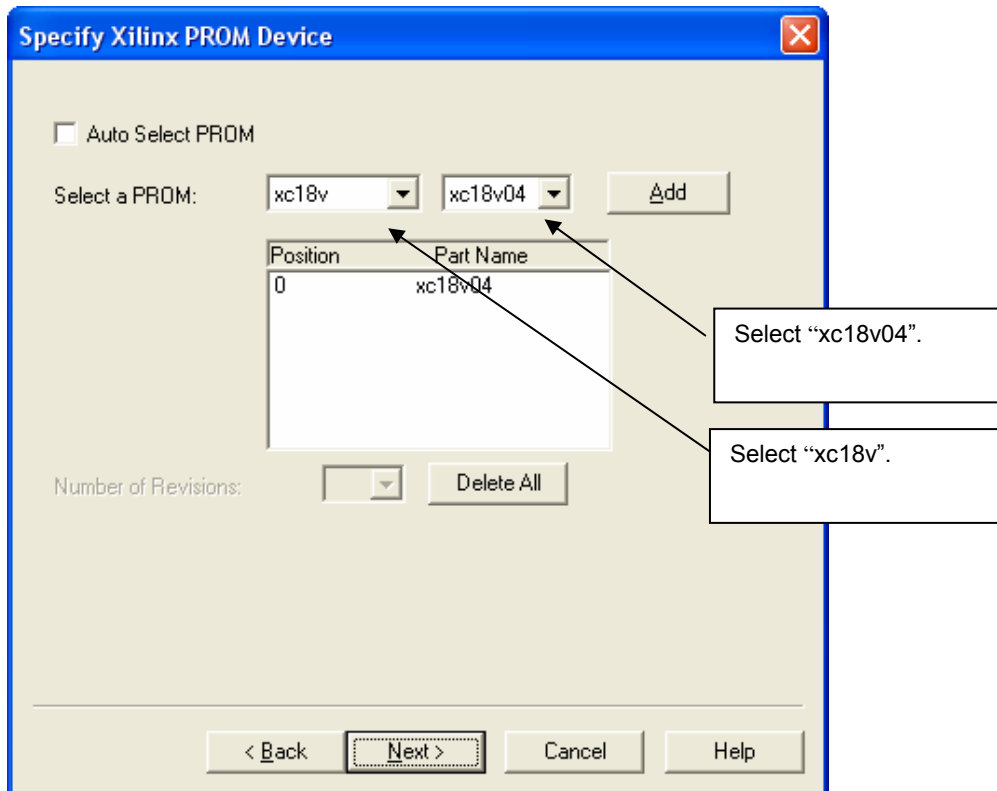 Specify Xilinx PROM Device
Auto Select PROM
Select a PROM: xc18v xc18v04 Add
Position Part Name
0 xc18v04
Select “xc18v04”.
Select “xc18v”.
Number of Revisions: Delete All
< Back Next > Cancel Help